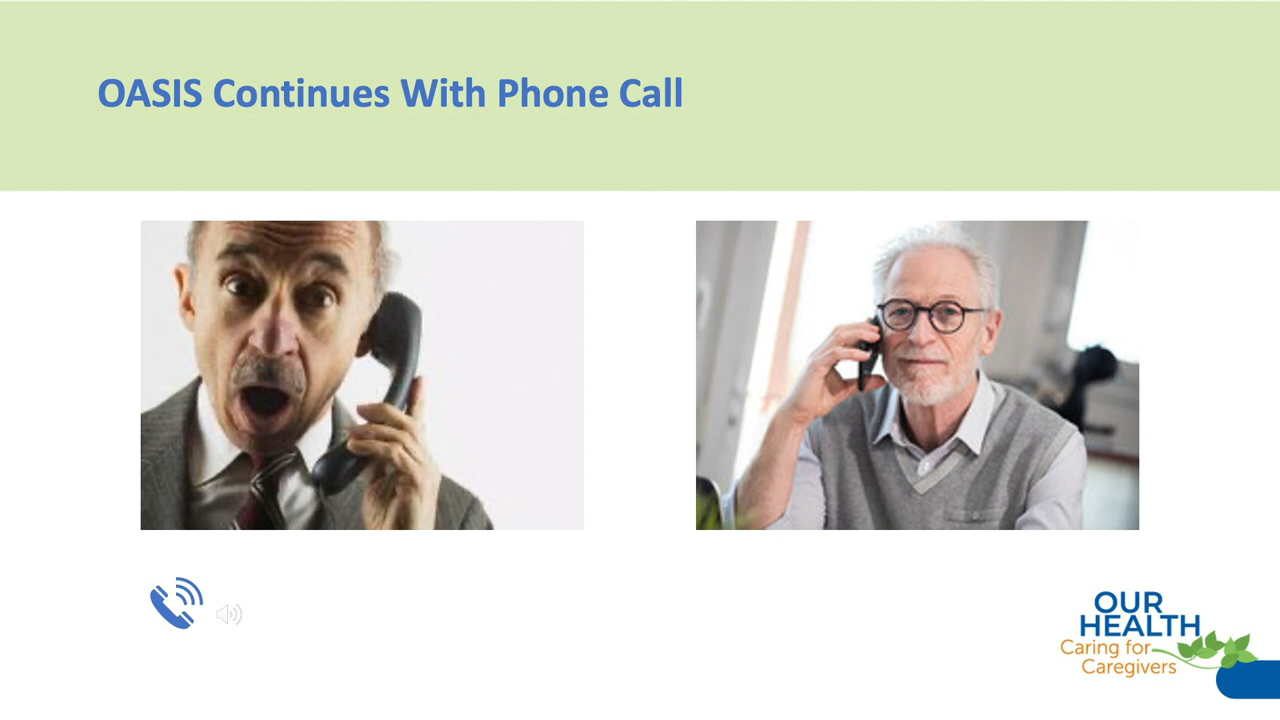 OASIS Continues With Phone Call
OUR
HEALTH
Caring for
Caregivers